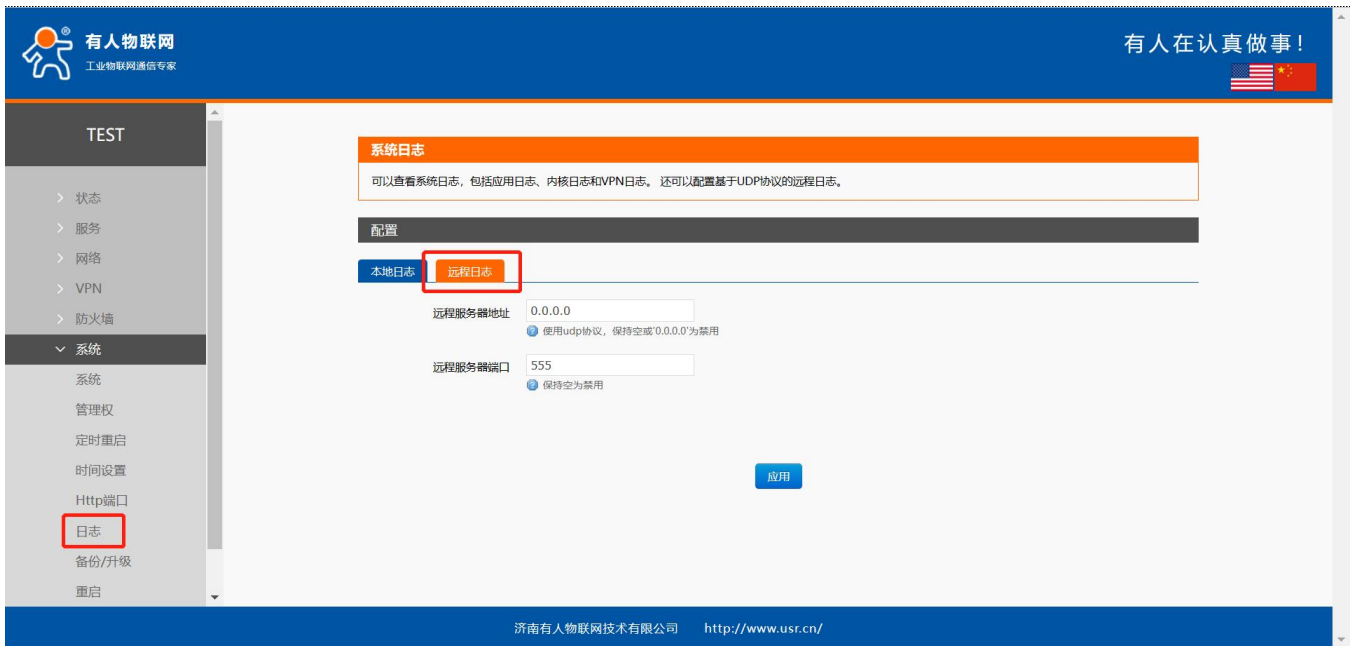 有人物联网
工业物联网通信专家
有人在认真做事!
TEST
状态
服务
网络
VPN
防火墙
系统
系统
管理权
定时重启
时间设置
Http端口
日志
备份/升级
重启
系统日志
可以查看系统日志，包括应用日志、内核日志和VPN日志。 还可以配置基于UDP协议的远程日志。
配置
本地日志 远程日志
远程服务器地址 0.0.0.0
使用udp协议，保持空或'0.0.0.0'为禁用
远程服务器端口 555
保持空为禁用
应用
济南有人物联网技术有限公司 http://www.usr.cn/